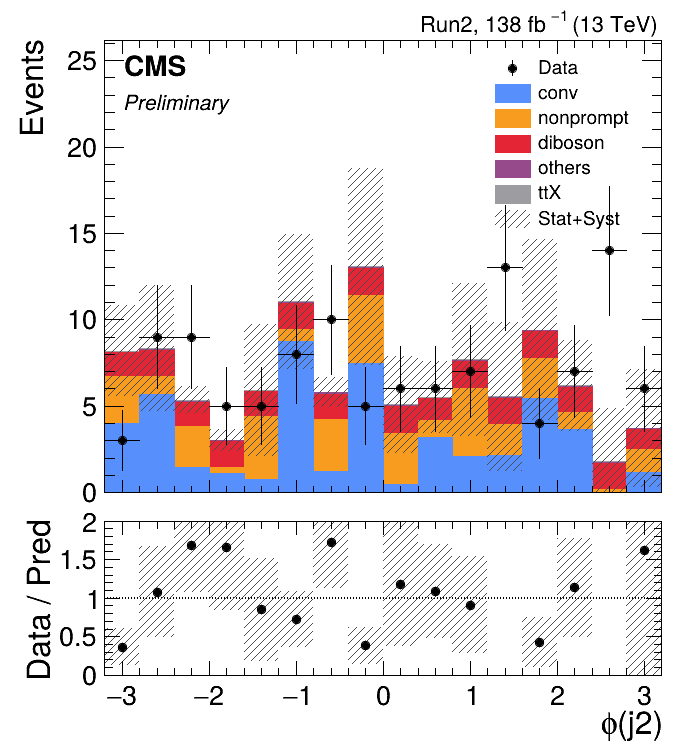 Run2, 138 fb⁻¹ (13 TeV)
Events
CMS
Preliminary
Data
conv
nonprompt
diboson
others
ttX
Stat+Syst
25
20
15
10
5
0
Data / Pred
2
1.5
1
0.5
0
−3 −2 −1 0 1 2 3
ϕ(j2)